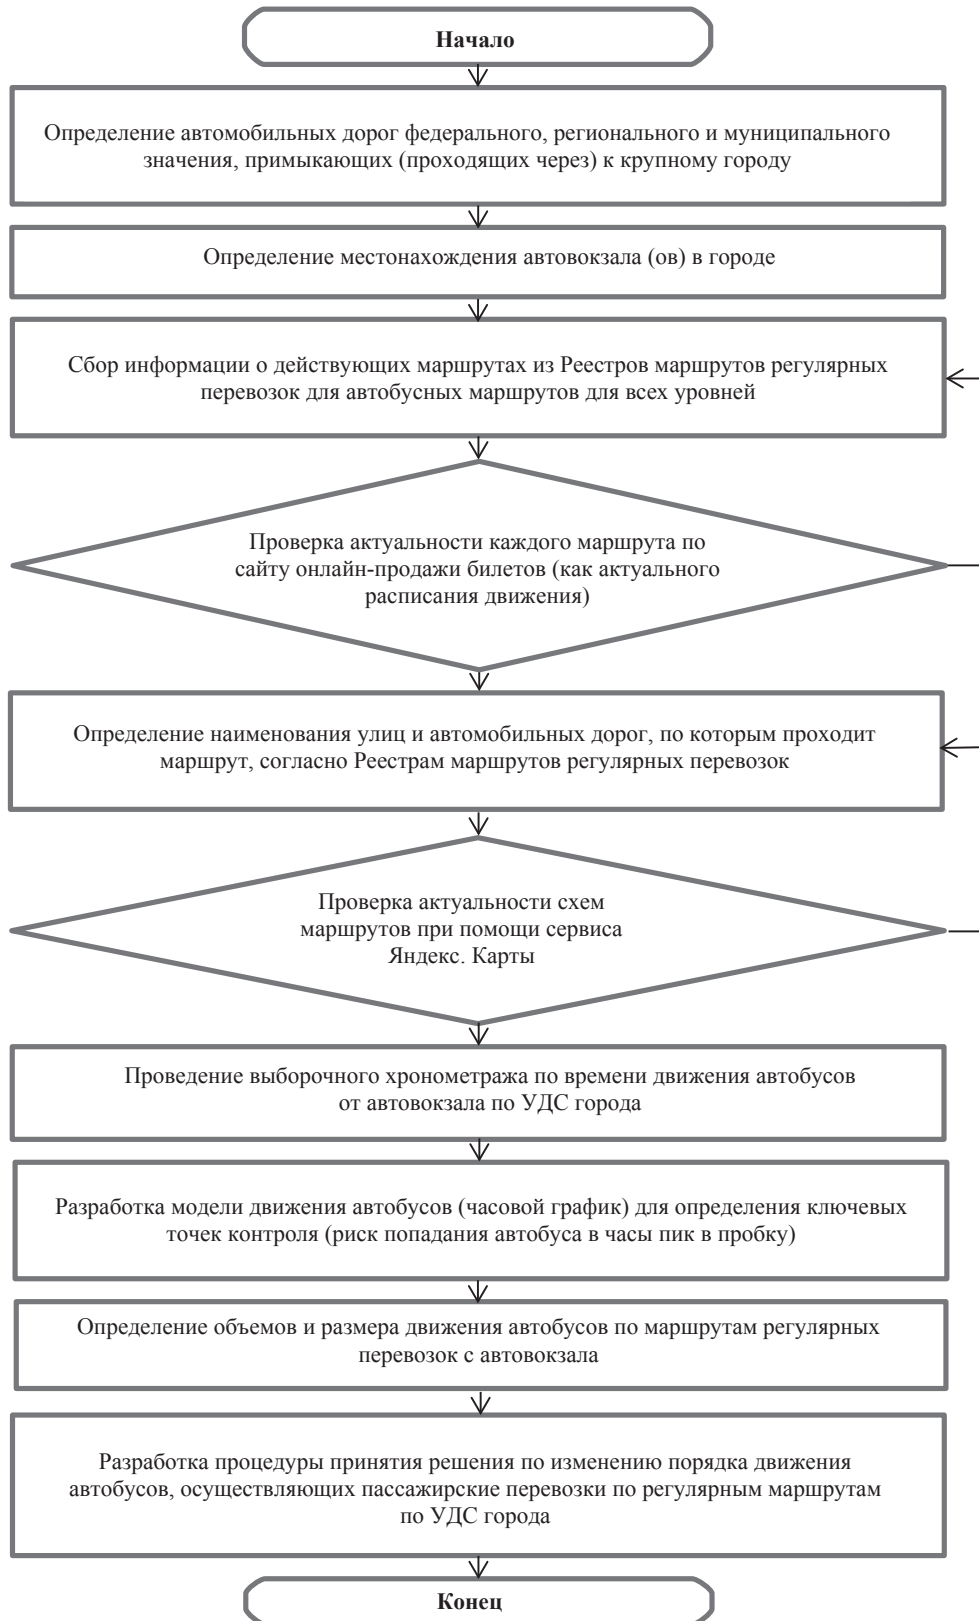 Начало
Определение автомобильных дорог федерального, регионального и муниципального
значения, примыкающих (проходящих через) к крупному городу
Определение местонахождения автовокзала (ов) в городе
Сбор информации о действующих маршрутах из Реестров маршрутов регулярных
перевозок для автобусных маршрутов для всех уровней
Проверка актуальности каждого маршрута по
сайту онлайн-продажи билетов (как актуального
расписания движения)
Определение наименования улиц и автомобильных дорог, по которым проходит
маршрут, согласно Реестрам маршрутов регулярных перевозок
Проверка актуальности схем
маршрутов при помощи сервиса
Яндекс. Карты
Проведение выборочного хронометража по времени движения автобусов
от автовокзала по УДС города
Разработка модели движения автобусов (часовой график) для определения ключевых
точек контроля (риск попадания автобуса в часы пик в пробку)
Определение объемов и размера движения автобусов по маршрутам регулярных
перевозок с автовокзала
Разработка процедуры принятия решения по изменению порядка движения
автобусов, осуществляющих пассажирские перевозки по регулярным маршрутам
по УДС города
Конец